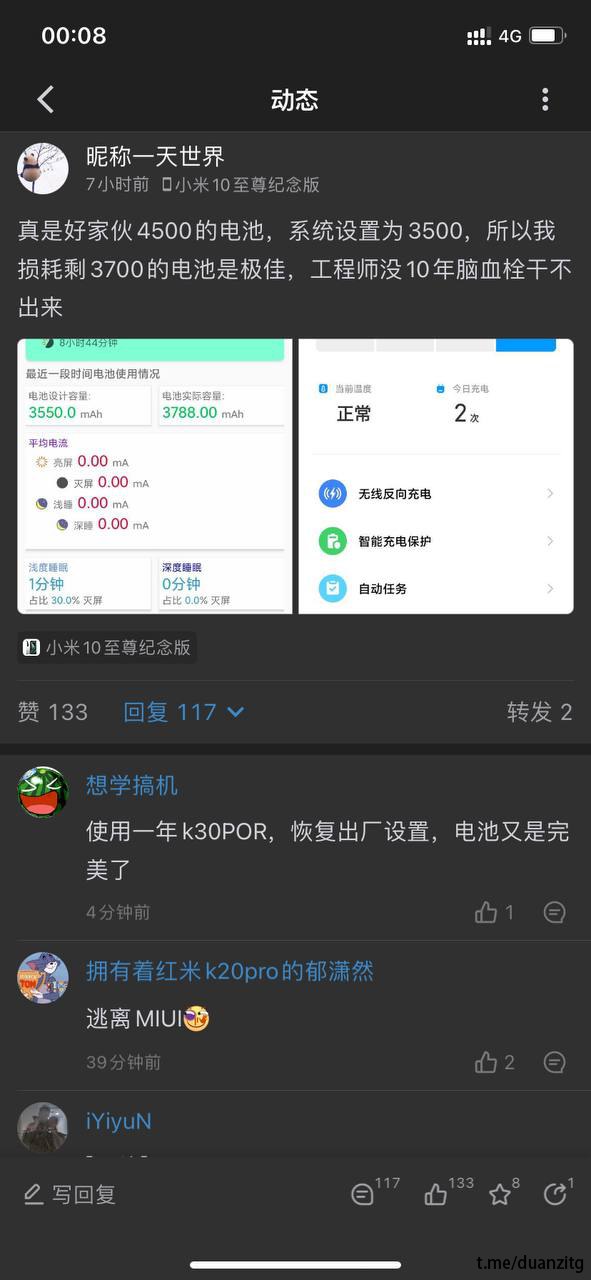 00:08
4G
动态
昵称一天世界
7小时前 小米10至尊纪念版
真是好家伙4500的电池，系统设置为3500，所以我
损耗剩3700的电池是极佳，工程师没10年脑血栓干不
出来
8小时44分钟
最近一段时间电池使用情况
电池设计容量: 电池实际容量:
3550.0 mAh 3788.00 mAh
平均电流
亮屏 0.00 mA
灭屏 0.00 mA
浅睡 0.00 mA
深睡 0.00 mA
浅度睡眠 深度睡眠
1分钟 0分钟
占比 30.0% 灭屏 占比 0.0% 灭屏
当前温度 今日充电
正常 2次
无线反向充电
智能充电保护
自动任务
小米10至尊纪念版
赞 133 回复 117 转发 2
想学搞机
使用一年k30POR，恢复出厂设置，电池又是完
美了
4分钟前 1
拥有着红米k20pro的郁潇然
逃离MIUI
39分钟前 2
iYiyuN
写回复 117 133 8 1
t.me/duanzitg